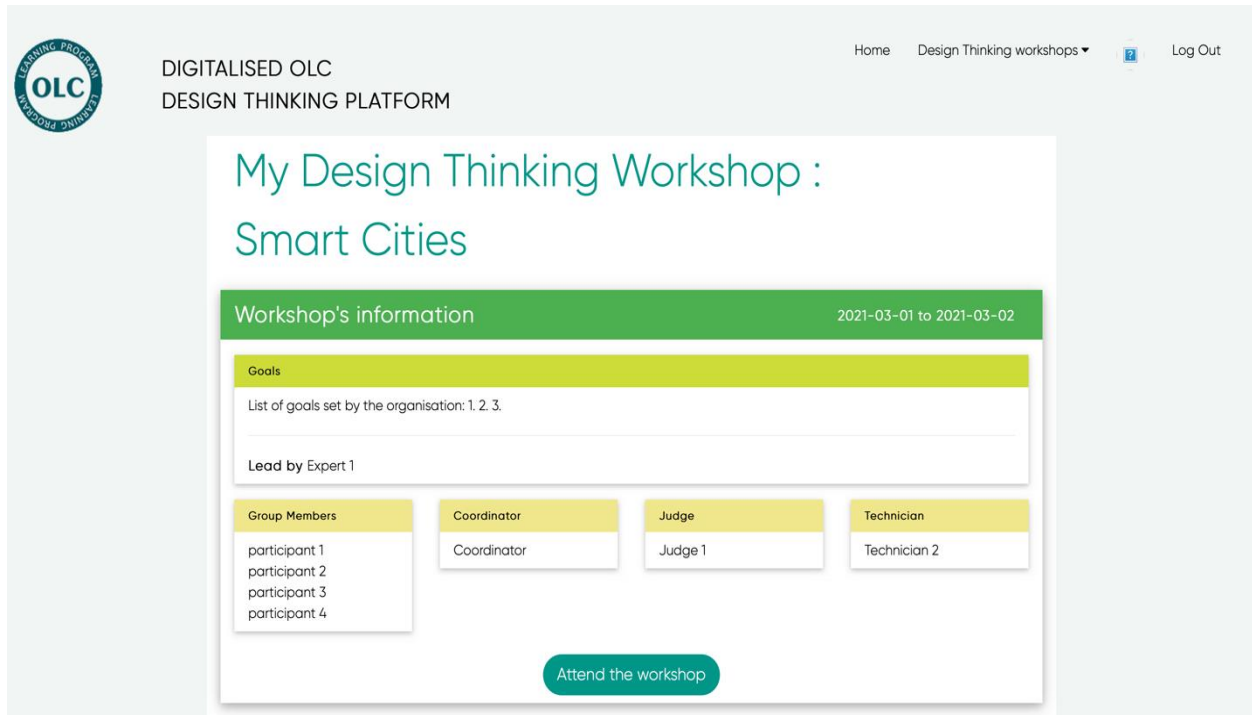 LEARNING PROGRAM
OLC
LEARNING PROGRAM
DIGITALISED OLC
DESIGN THINKING PLATFORM
Home Design Thinking workshops ? Log Out
My Design Thinking Workshop :
Smart Cities
Workshop's information 2021-03-01 to 2021-03-02
Goals
List of goals set by the organisation: 1. 2. 3.
Lead by Expert 1
Group Members
participant 1
participant 2
participant 3
participant 4
Coordinator
Coordinator
Judge
Judge 1
Technician
Technician 2
Attend the workshop